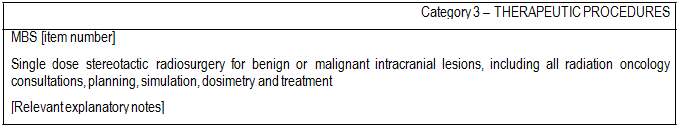 Category 3 – THERAPEUTIC PROCEDURES
MBS [item number]
Single dose stereotactic radiosurgery for benign or malignant intracranial lesions, including all radiation oncology
consultations, planning, simulation, dosimetry and treatment
[Relevant explanatory notes]